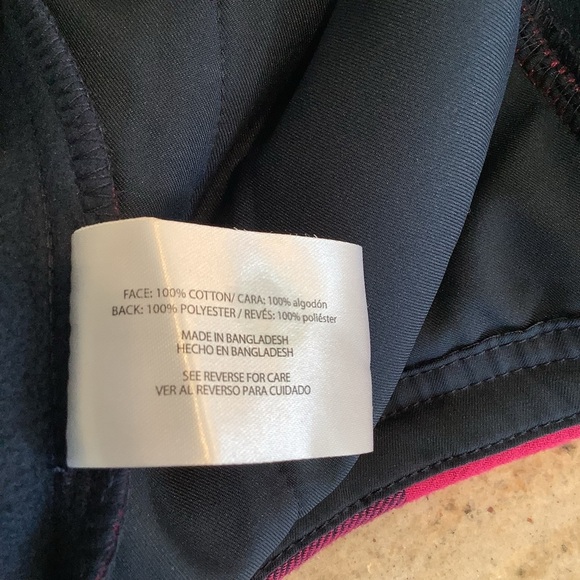 FACE: 100% COTTON/ CARA: 100% algodón
BACK: 100% POLYESTER / REVÉS: 100% poliéster
MADE IN BANGLADESH
HECHO EN BANGLADESH
SEE REVERSE FOR CARE
VER AL REVERSO PARA CUIDADO